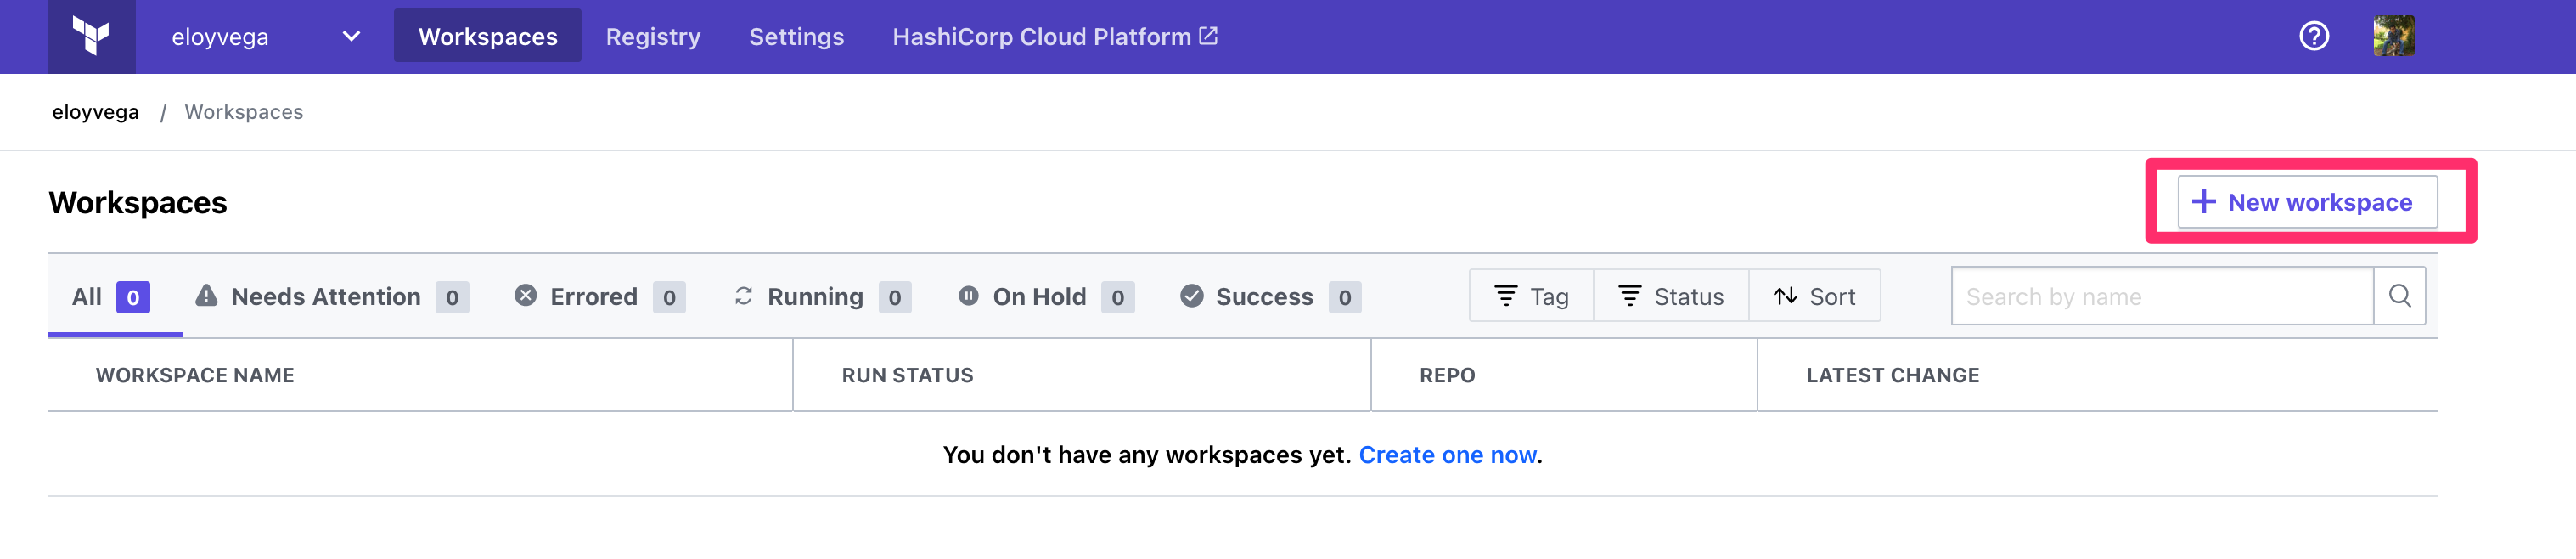 eloyvega Workspaces Registry Settings HashiCorp Cloud Platform
eloyvega / Workspaces
Workspaces
+ New workspace
All 0 Needs Attention 0 Errored 0 Running 0 On Hold 0 Success 0 Tag Status Sort Search by name
WORKSPACE NAME RUN STATUS REPO LATEST CHANGE
You don't have any workspaces yet. Create one now.